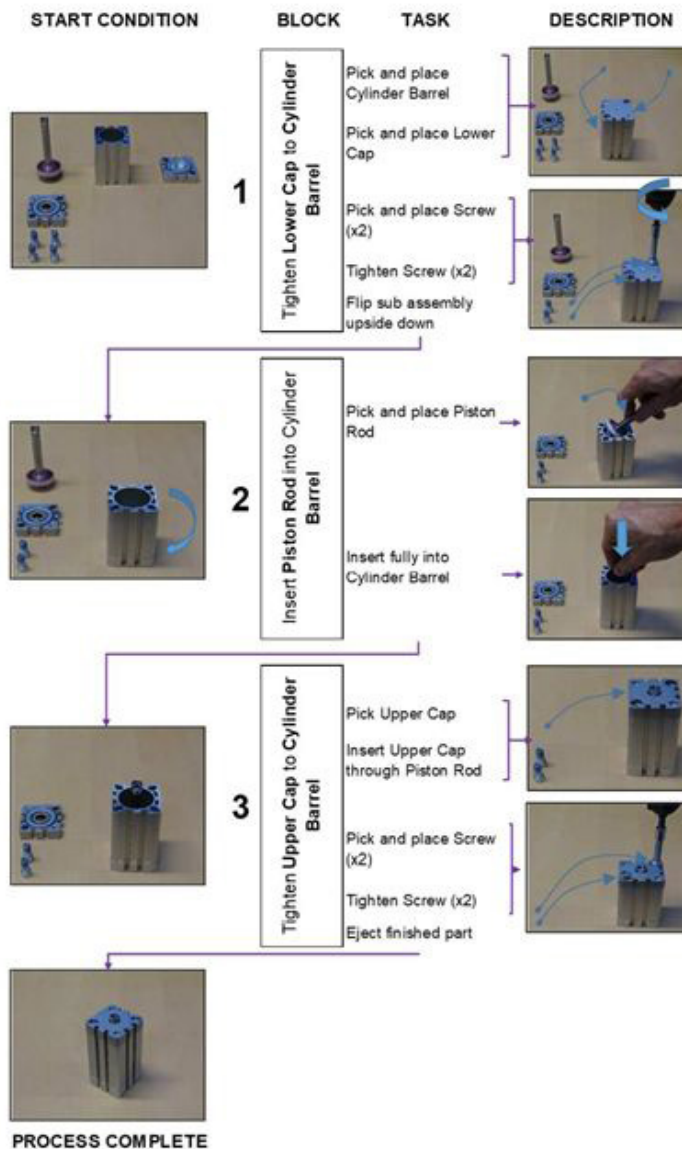 START CONDITION
BLOCK
TASK
DESCRIPTION
1
Tighten Lower Cap to Cylinder
Barrel
Pick and place
Cylinder Barrel
Pick and place Lower
Cap
Pick and place Screw
(x2)
Tighten Screw (x2)
Flip sub assembly
upside down
2
Insert Piston Rod into Cylinder
Barrel
Pick and place Piston
Rod
Insert fully into
Cylinder Barrel
3
Tighten Upper Cap to Cylinder
Barrel
Pick Upper Cap
Insert Upper Cap
through Piston Rod
Pick and place Screw
(x2)
Tighten Screw (x2)
Eject finished part
PROCESS COMPLETE